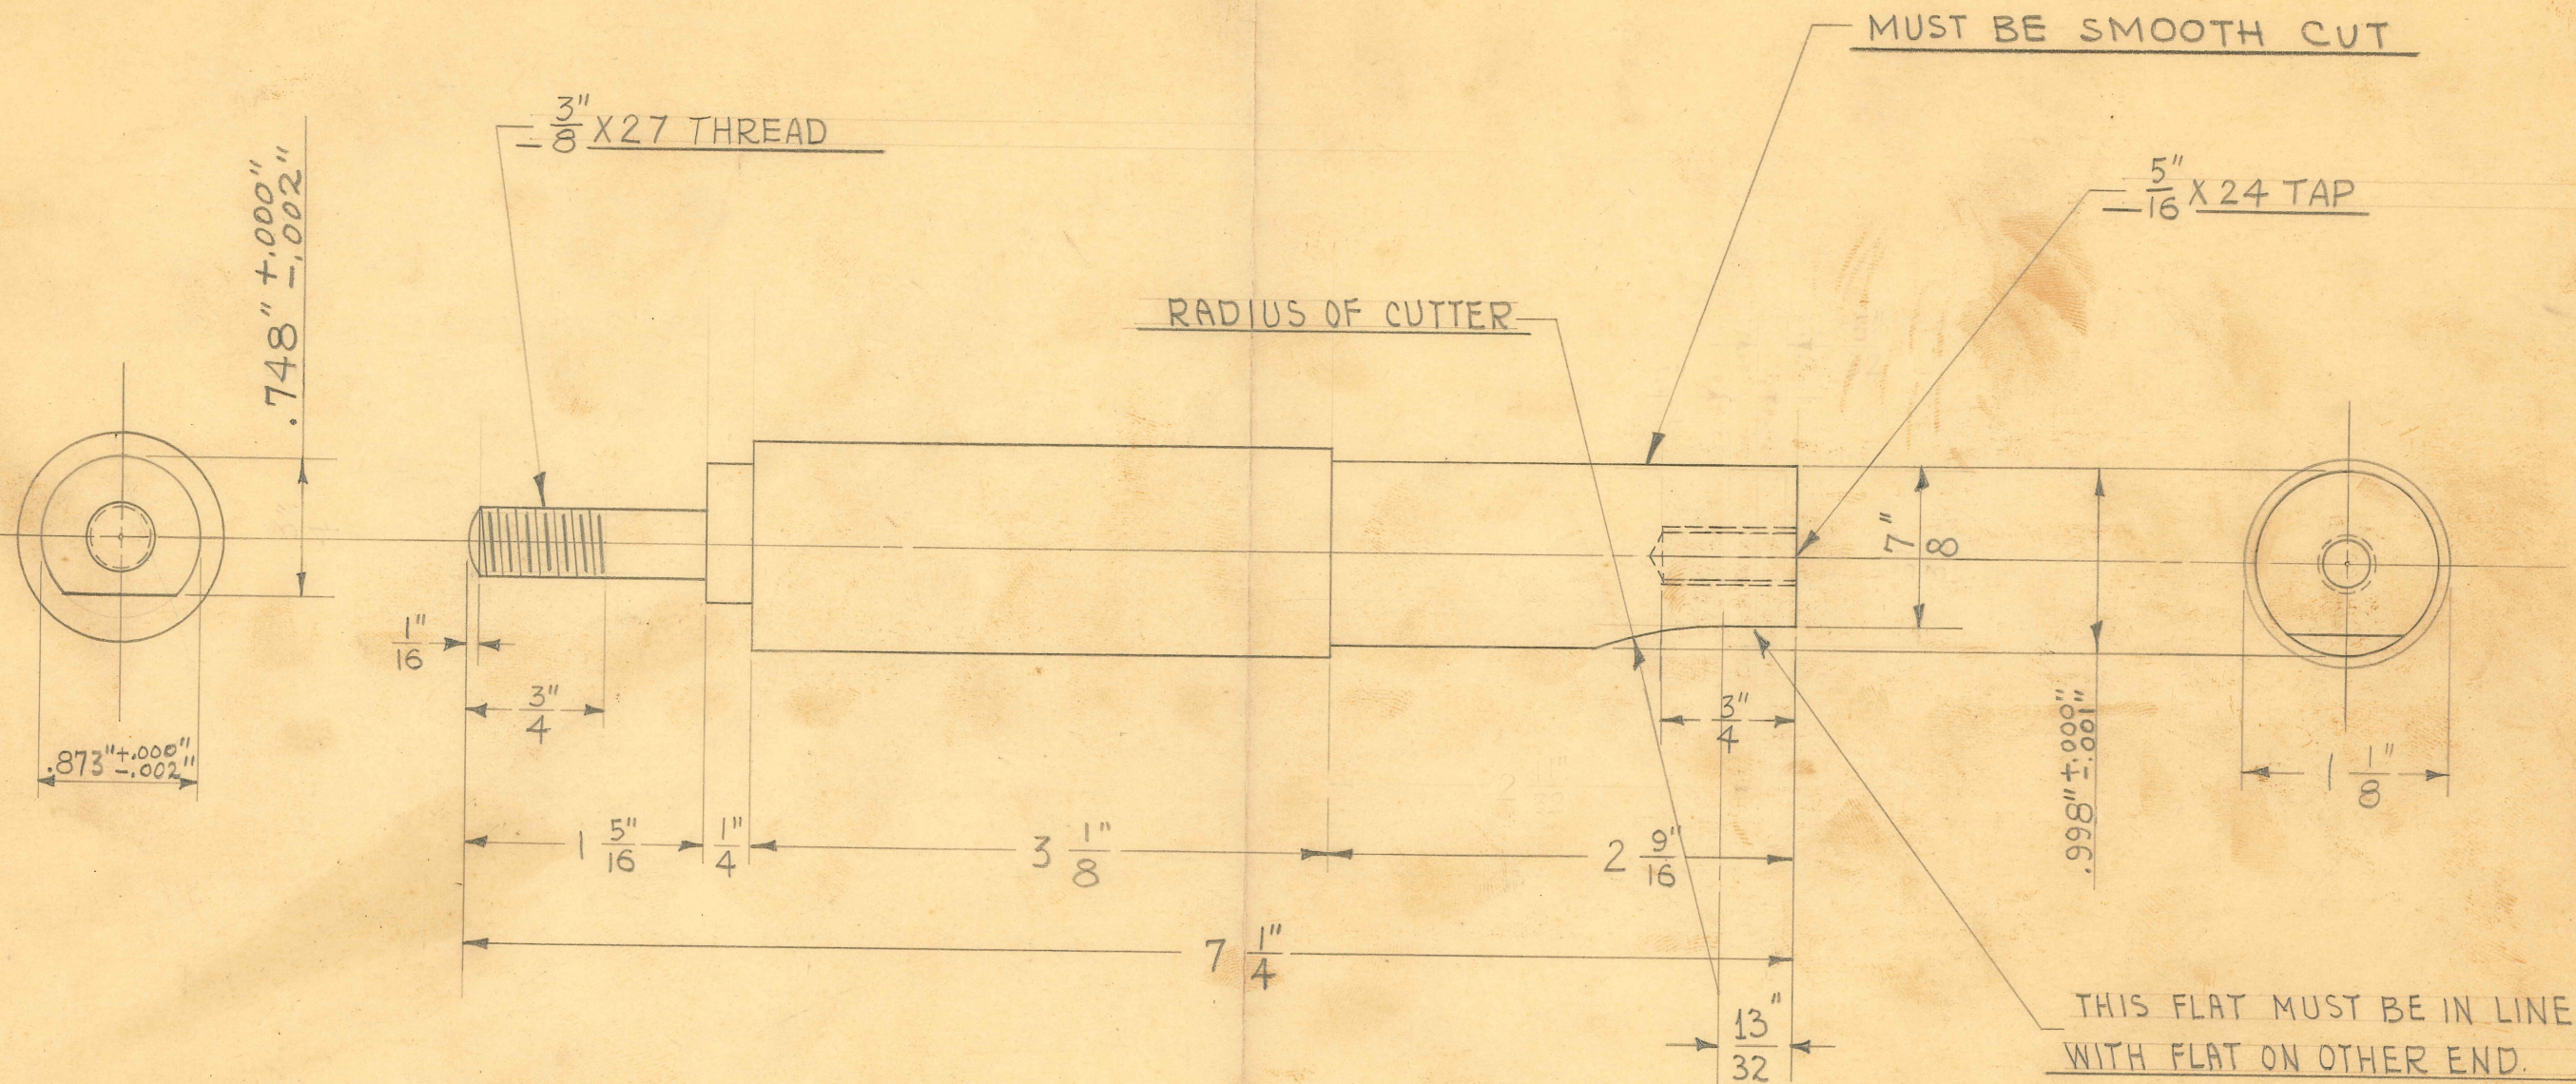 MUST BE SMOOTH CUT
3/8" X 27 THREAD
5/16" X 24 TAP
.748" +.000" -.002"
RADIUS OF CUTTER
7/8"
1/16"
3/4"
3/4"
.873" +.000" -.002"
.998" +.000" -.001"
1 1/8"
1 5/16"
1/4"
3 1/8"
2 9/16"
7 1/4"
13/32"
THIS FLAT MUST BE IN LINE
WITH FLAT ON OTHER END.